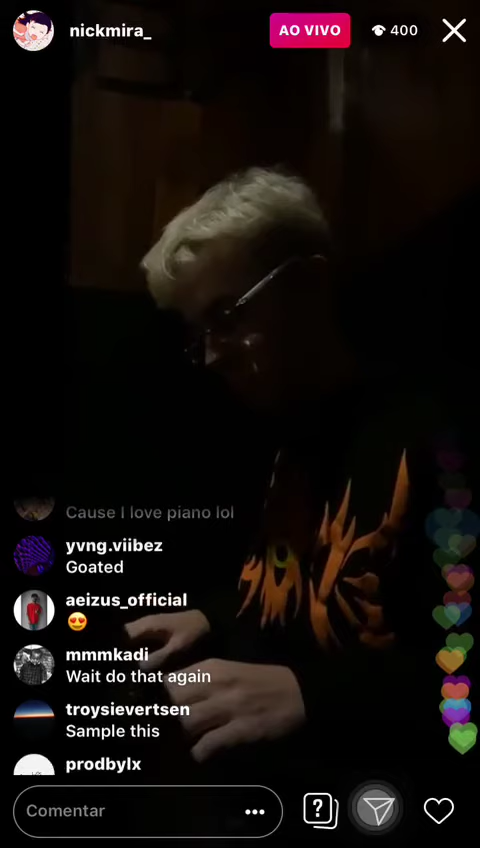 nickmira_
AO VIVO
400
Cause I love piano lol
yvng.viibez
Goated
aeizus_official
😍
mmmkadi
Wait do that again
troysievertsen
Sample this
prodbylx
Comentar